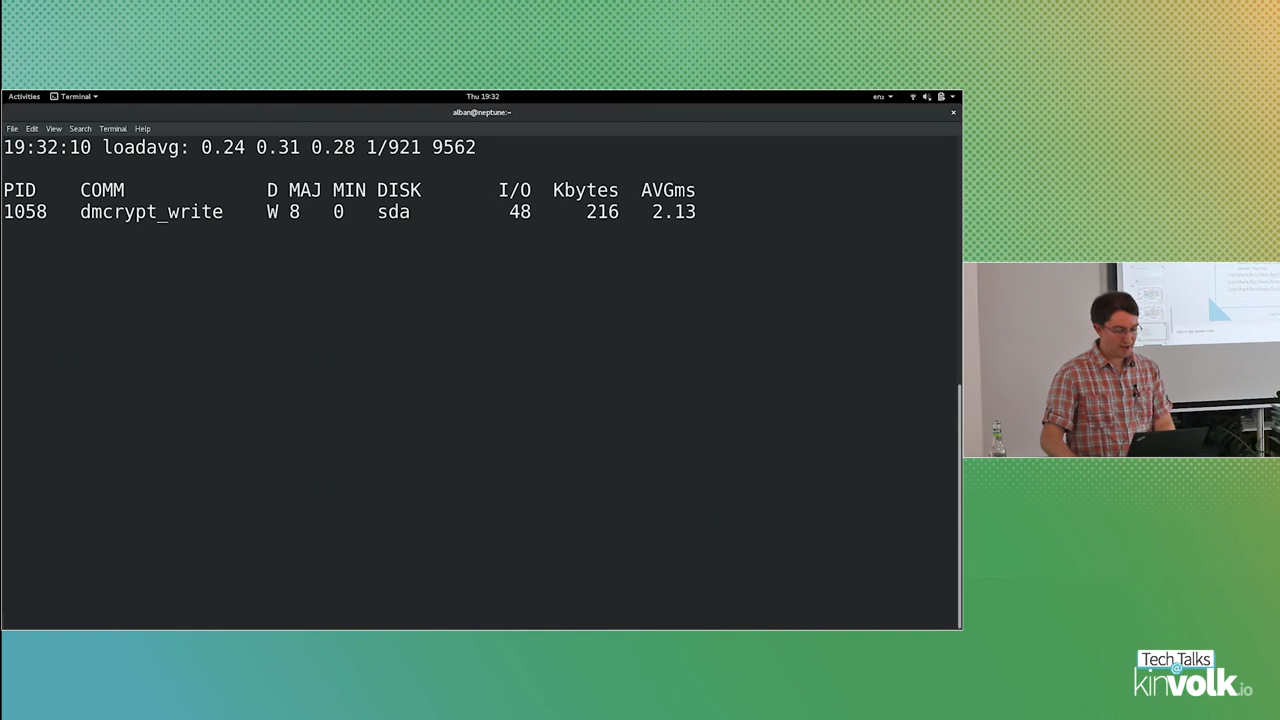 Activities Terminal Thu 19:32 en₂
alban@neptune:~
File Edit View Search Terminal Help
19:32:10 loadavg: 0.24 0.31 0.28 1/921 9562
PID COMM D MAJ MIN DISK I/O Kbytes AVGms
1058 dmcrypt_write W 8 0 sda 48 216 2.13
Tech Talks
@
kinvolk.io